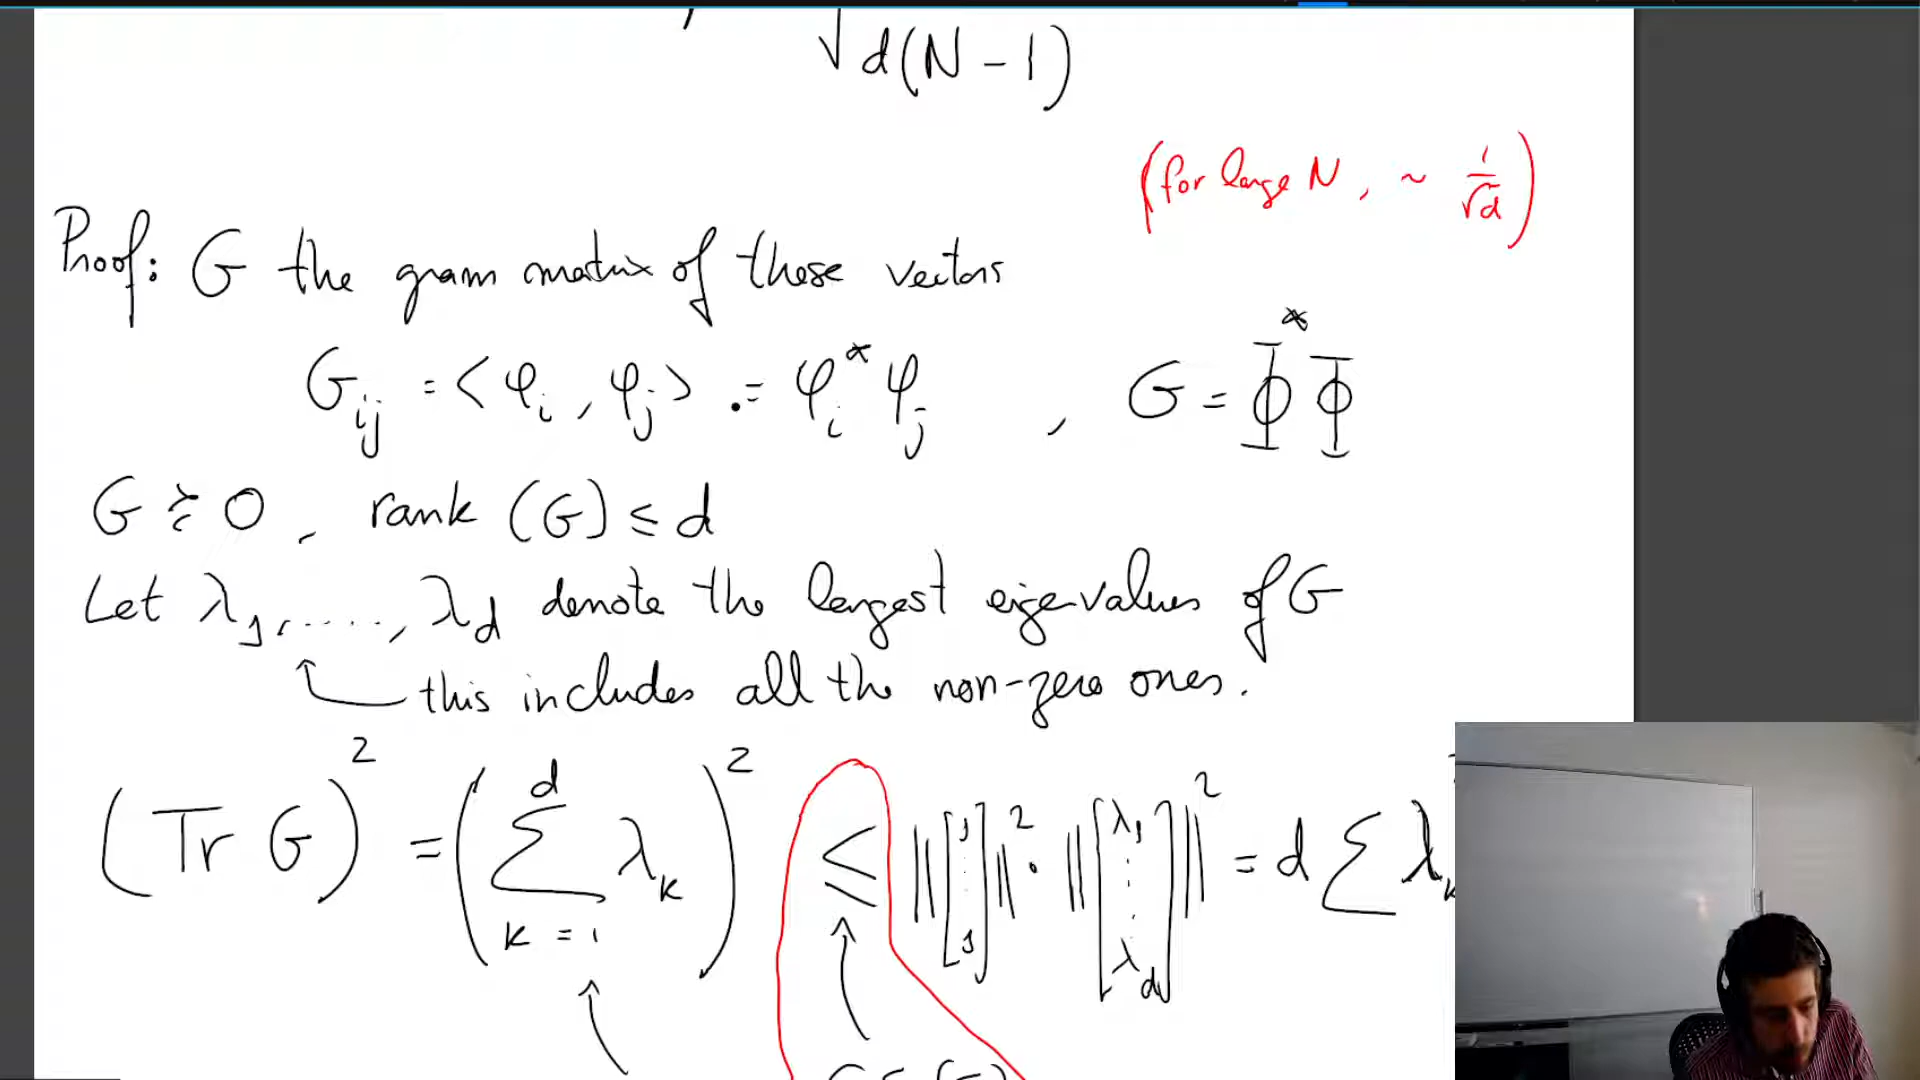 √d(N-1)
(for large N, ~ 1/√d)
Proof: G the gram matrix of these vectors
G_ij = <φ_i, φ_j> = φ_i^* φ_j , G = Φ^* Φ
G ≽ 0, rank (G) ≤ d
Let λ_1, ....., λ_d denote the largest eigenvalues of G
this includes all the non-zero ones.
(Tr G)^2 = (∑_{k=1}^d λ_k)^2 ≤ ||[1 ⋮ 1]||^2 · ||[λ_1 ⋮ λ_d]||^2 = d ∑ λ_k